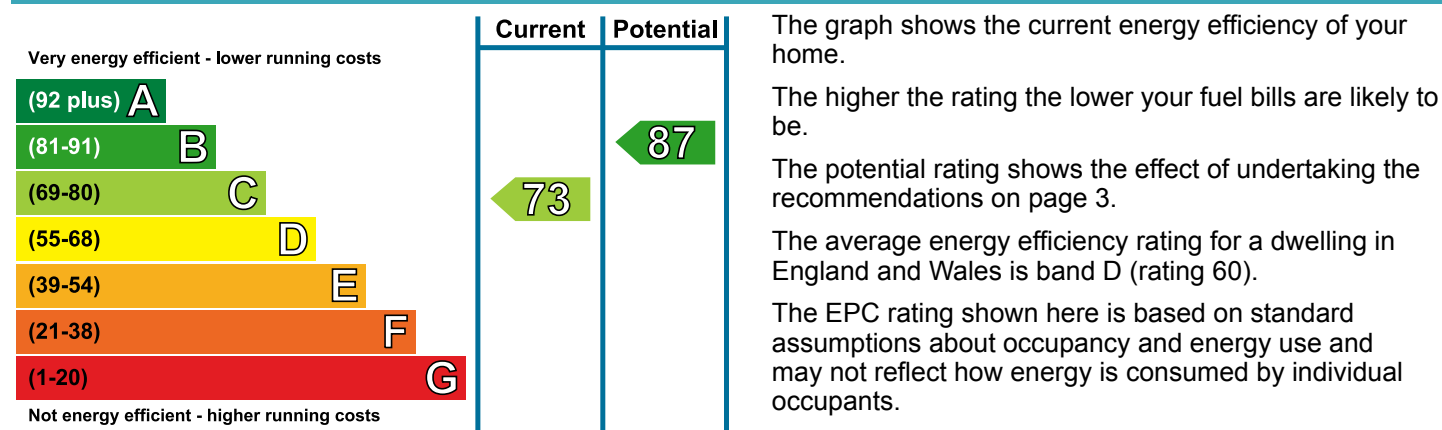 Current Potential
Very energy efficient - lower running costs
(92 plus) A
(81-91) B
87
(69-80) C
73
(55-68) D
(39-54) E
(21-38) F
(1-20) G
Not energy efficient - higher running costs
The graph shows the current energy efficiency of your
home.
The higher the rating the lower your fuel bills are likely to
be.
The potential rating shows the effect of undertaking the
recommendations on page 3.
The average energy efficiency rating for a dwelling in
England and Wales is band D (rating 60).
The EPC rating shown here is based on standard
assumptions about occupancy and energy use and
may not reflect how energy is consumed by individual
occupants.